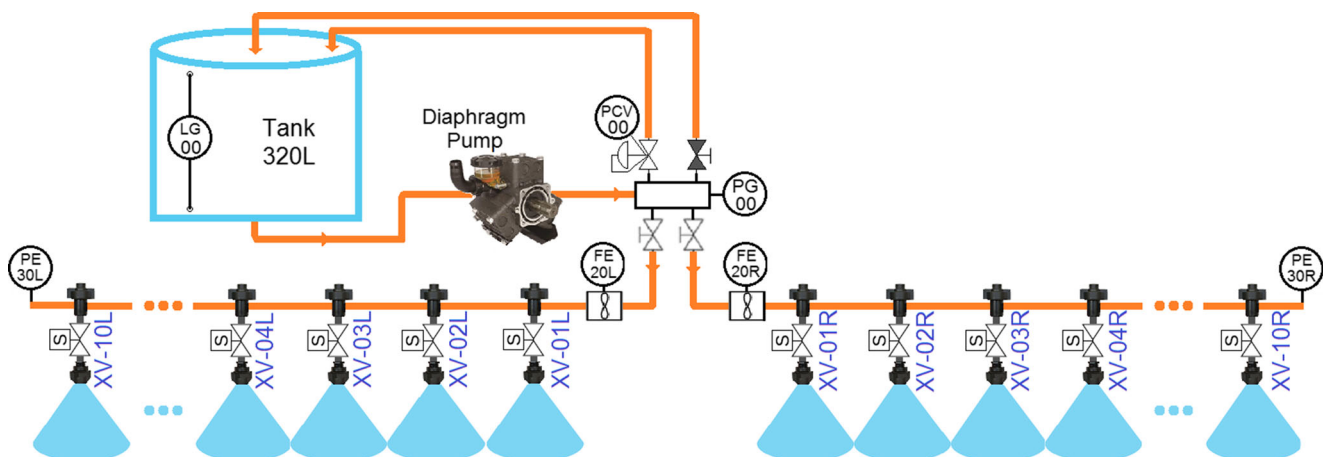 LG
00
Tank
320L
Diaphragm
Pump
PCV
00
PG
00
PE
30L
FE
20L
FE
20R
PE
30R
S
XV-10L
S
XV-04L
S
XV-03L
S
XV-02L
S
XV-01L
S
XV-01R
S
XV-02R
S
XV-03R
S
XV-04R
S
XV-10R